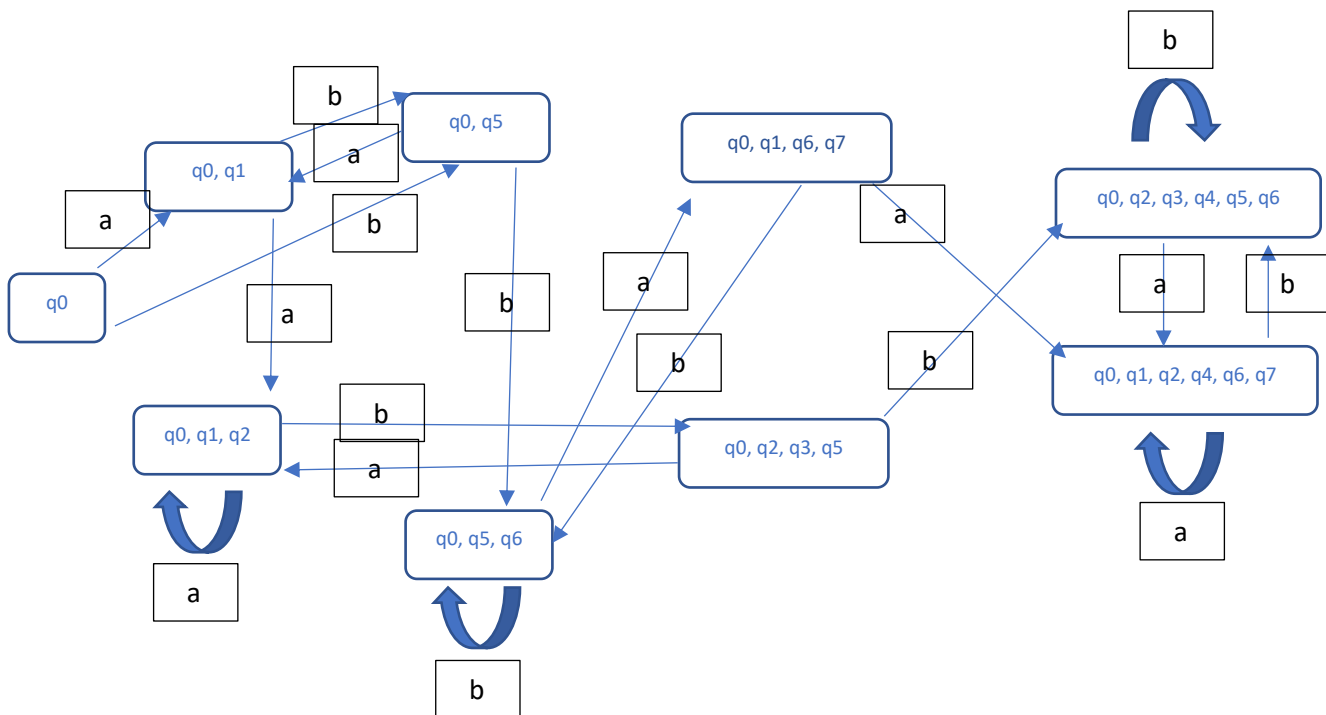 b
b
q0, q5
q0, q1
a
q0, q1, q6, q7
q0, q2, q3, q4, q5, q6
a
b
a
q0
a
b
a
b
a
b
b
b
q0, q1, q2, q4, q6, q7
b
q0, q1, q2
a
q0, q2, q3, q5
q0, q5, q6
a
a
b